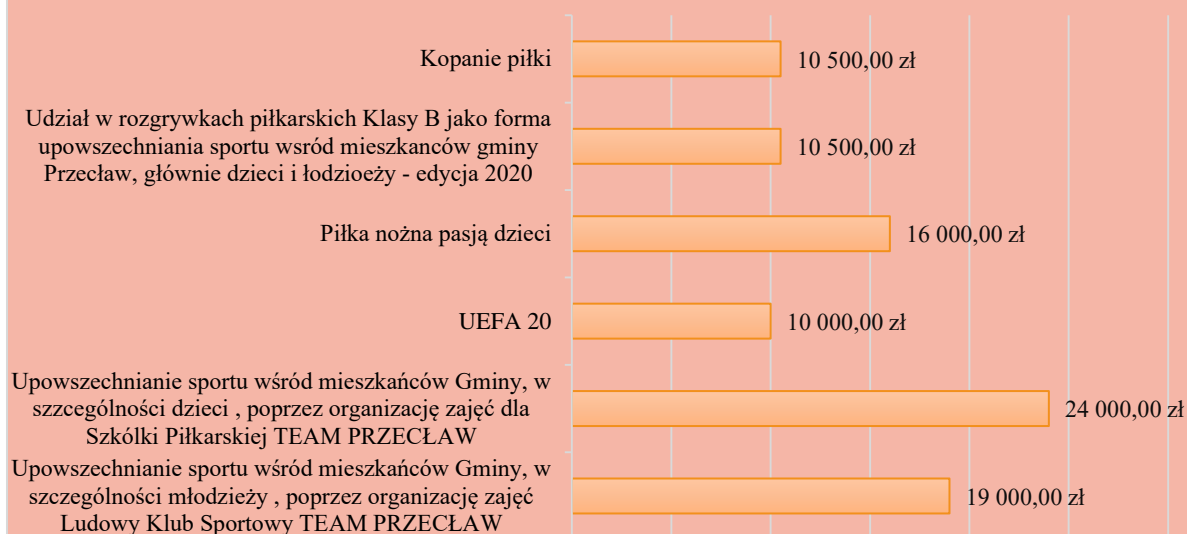 Kopanie piłki
10 500,00 zł
Udział w rozgrywkach piłkarskich Klasy B jako forma
upowszechniania sportu wsród mieszkanców gminy
Przecław, głównie dzieci i łodzioeży - edycja 2020
10 500,00 zł
Piłka nożna pasją dzieci
16 000,00 zł
UEFA 20
10 000,00 zł
Upowszechnianie sportu wśród mieszkańców Gminy, w
szzcególności dzieci , poprzez organizację zajęć dla
Szkólki Piłkarskiej TEAM PRZECŁAW
24 000,00 zł
Upowszechnianie sportu wśród mieszkańców Gminy, w
szczególności młodzieży , poprzez organizację zajęć
Ludowy Klub Sportowy TEAM PRZECŁAW
19 000,00 zł